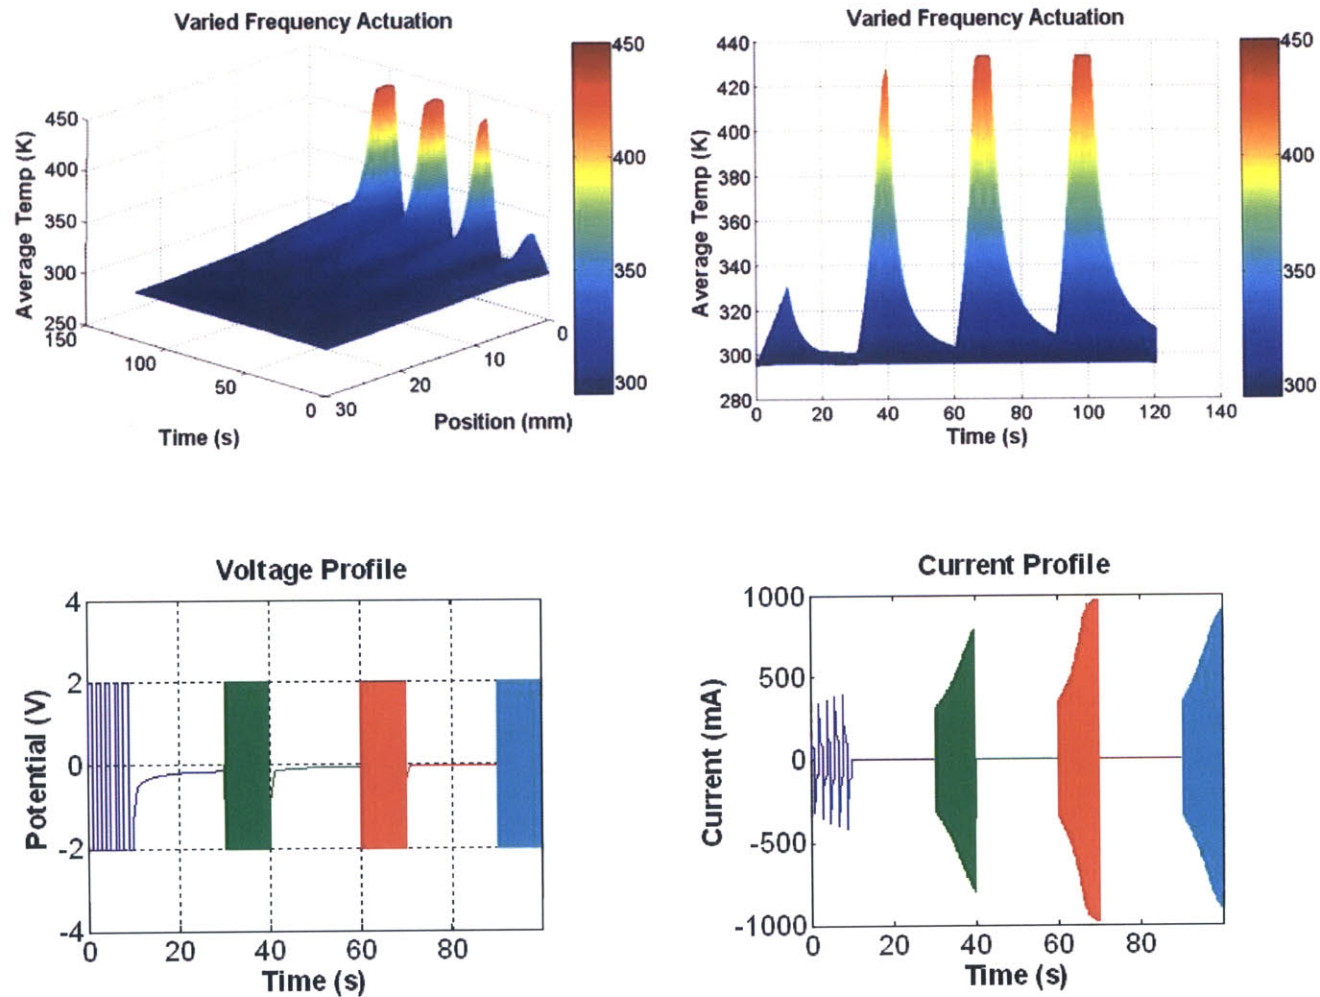 Varied Frequency Actuation
Average Temp (K)
450
400
350
300
250
150
100
50
0
Time (s)
30
20
10
0
Position (mm)
450
400
350
300
Varied Frequency Actuation
Average Temp (K)
440
420
400
380
360
340
320
300
280
0 20 40 60 80 100 120 140
Time (s)
450
400
350
300
Voltage Profile
Potential (V)
4
2
0
-2
-4
0 20 40 60 80
Time (s)
Current Profile
Current (mA)
1000
500
0
-500
-1000
0 20 40 60 80
Time (s)